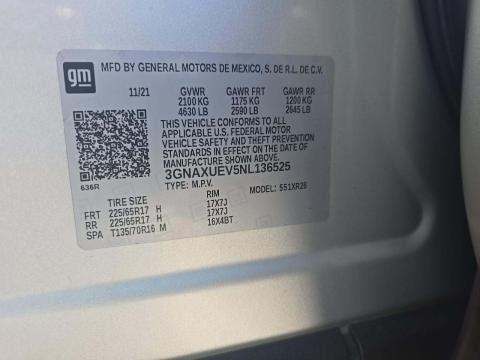 gm
MFD BY GENERAL MOTORS DE MEXICO, S. DE R.L. DE C.V.
11/21 GVWR GAWR FRT GAWR RR
2100 KG 1175 KG 1200 KG
4630 LB 2590 LB 2645 LB
THIS VEHICLE CONFORMS TO ALL
APPLICABLE U.S. FEDERAL MOTOR
VEHICLE SAFETY AND THEFT PREVENTION
STANDARDS IN EFFECT ON THE DATE OF
MANUFACTURE SHOWN ABOVE.
3GNAXUEV5NL136525
636R
TYPE: M.P.V. MODEL: 551XR26
TIRE SIZE RIM
FRT 225/65R17 H 17X7J
RR 225/65R17 H 17X7J
SPA T135/70R16 M 16X4BT